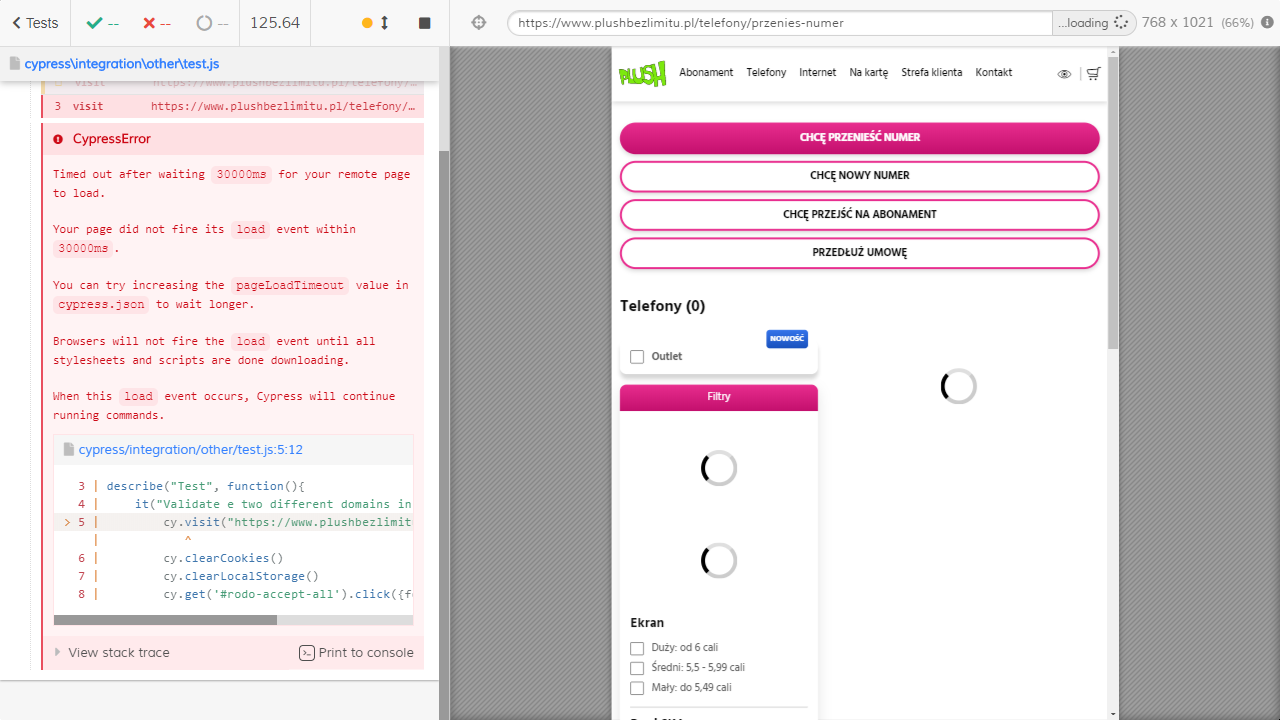 Tests
--
--
--
125.64
https://www.plushbezlimitu.pl/telefony/przenies-numer
...loading
768 x 1021 (66%)
cypress\integration\other\test.js
visit https://www.plushbezlimitu.pl/telefony/…
3 visit https://www.plushbezlimitu.pl/telefony/…
CypressError
Timed out after waiting 30000ms for your remote page
to load.
Your page did not fire its load event within
30000ms.
You can try increasing the pageLoadTimeout value in
cypress.json to wait longer.
Browsers will not fire the load event until all
stylesheets and scripts are done downloading.
When this load event occurs, Cypress will continue
running commands.
cypress/integration/other/test.js:5:12
3 | describe("Test", function(){
4 | it("Validate e two different domains in
> 5 | cy.visit("https://www.plushbezlimit
| ^
6 | cy.clearCookies()
7 | cy.clearLocalStorage()
8 | cy.get('#rodo-accept-all').click({f
View stack trace
Print to console
PLUSH
Abonament
Telefony
Internet
Na kartę
Strefa klienta
Kontakt
CHCĘ PRZENIEŚĆ NUMER
CHCĘ NOWY NUMER
CHCĘ PRZEJŚĆ NA ABONAMENT
PRZEDŁUŻ UMOWĘ
Telefony (0)
NOWOŚĆ
Outlet
Filtry
Ekran
Duży: od 6 cali
Średni: 5,5 - 5,99 cali
Mały: do 5,49 cali